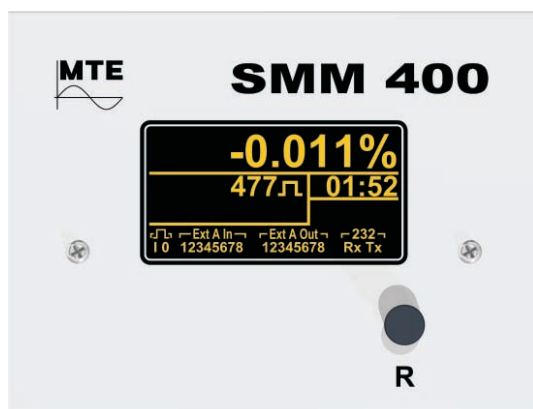 MTE
SMM 400
-0.011%
477 01:52
Ext A In Ext A Out 232
I 0 12345678 12345678 Rx Tx
R